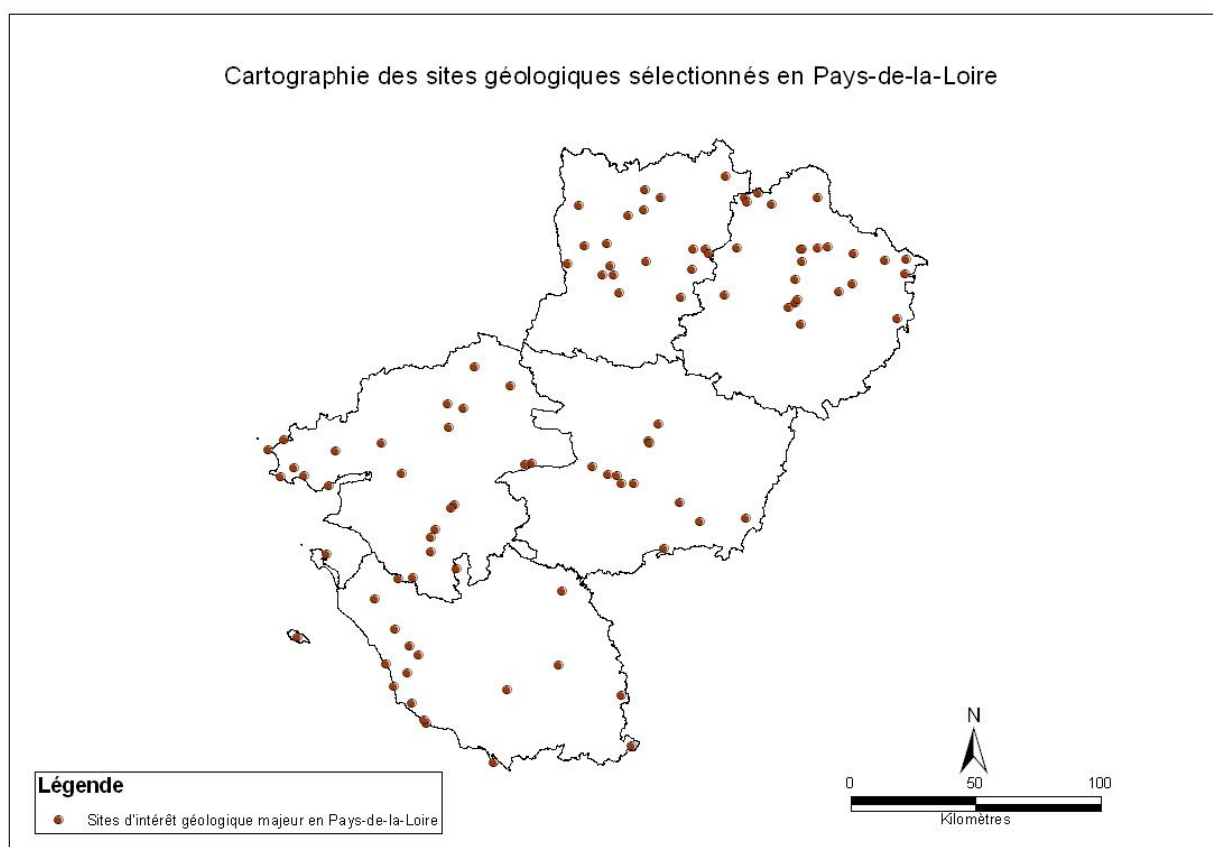 Cartographie des sites géologiques sélectionnés en Pays-de-la-Loire
N
0 50 100
Kilomètres
Légende
Sites d'intérêt géologique majeur en Pays-de-la-Loire